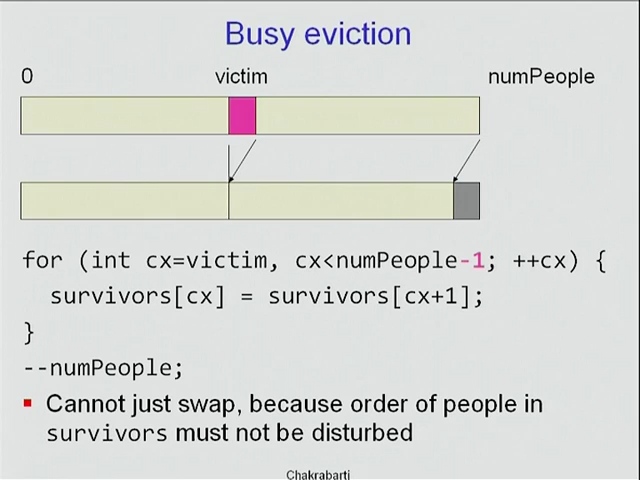 Busy eviction
0 victim numPeople
for (int cx=victim, cx<numPeople-1; ++cx) {
survivors[cx] = survivors[cx+1];
}
--numPeople;
Cannot just swap, because order of people in
survivors must not be disturbed
Chakrabarti